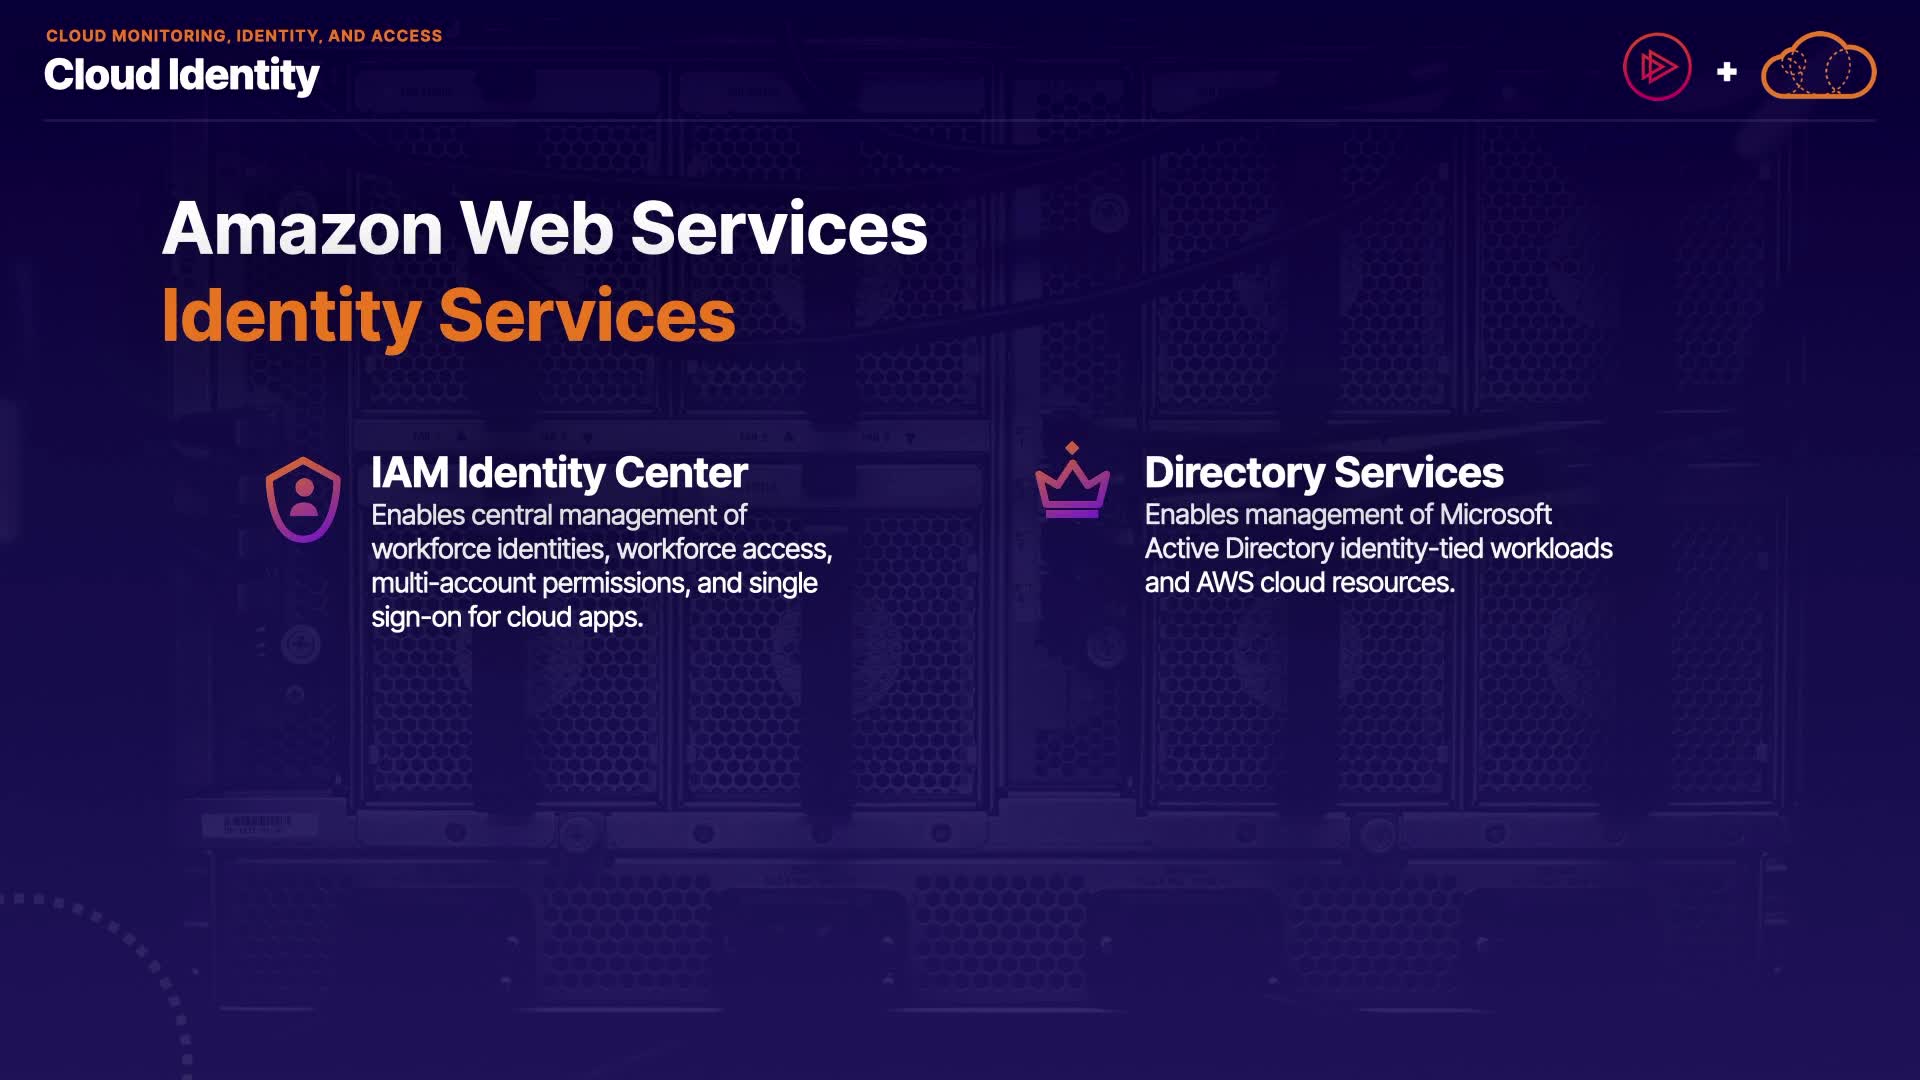 CLOUD MONITORING, IDENTITY, AND ACCESS
Cloud Identity
Amazon Web Services
Identity Services
IAM Identity Center
Enables central management of
workforce identities, workforce access,
multi-account permissions, and single
sign-on for cloud apps.
Directory Services
Enables management of Microsoft
Active Directory identity-tied workloads
and AWS cloud resources.